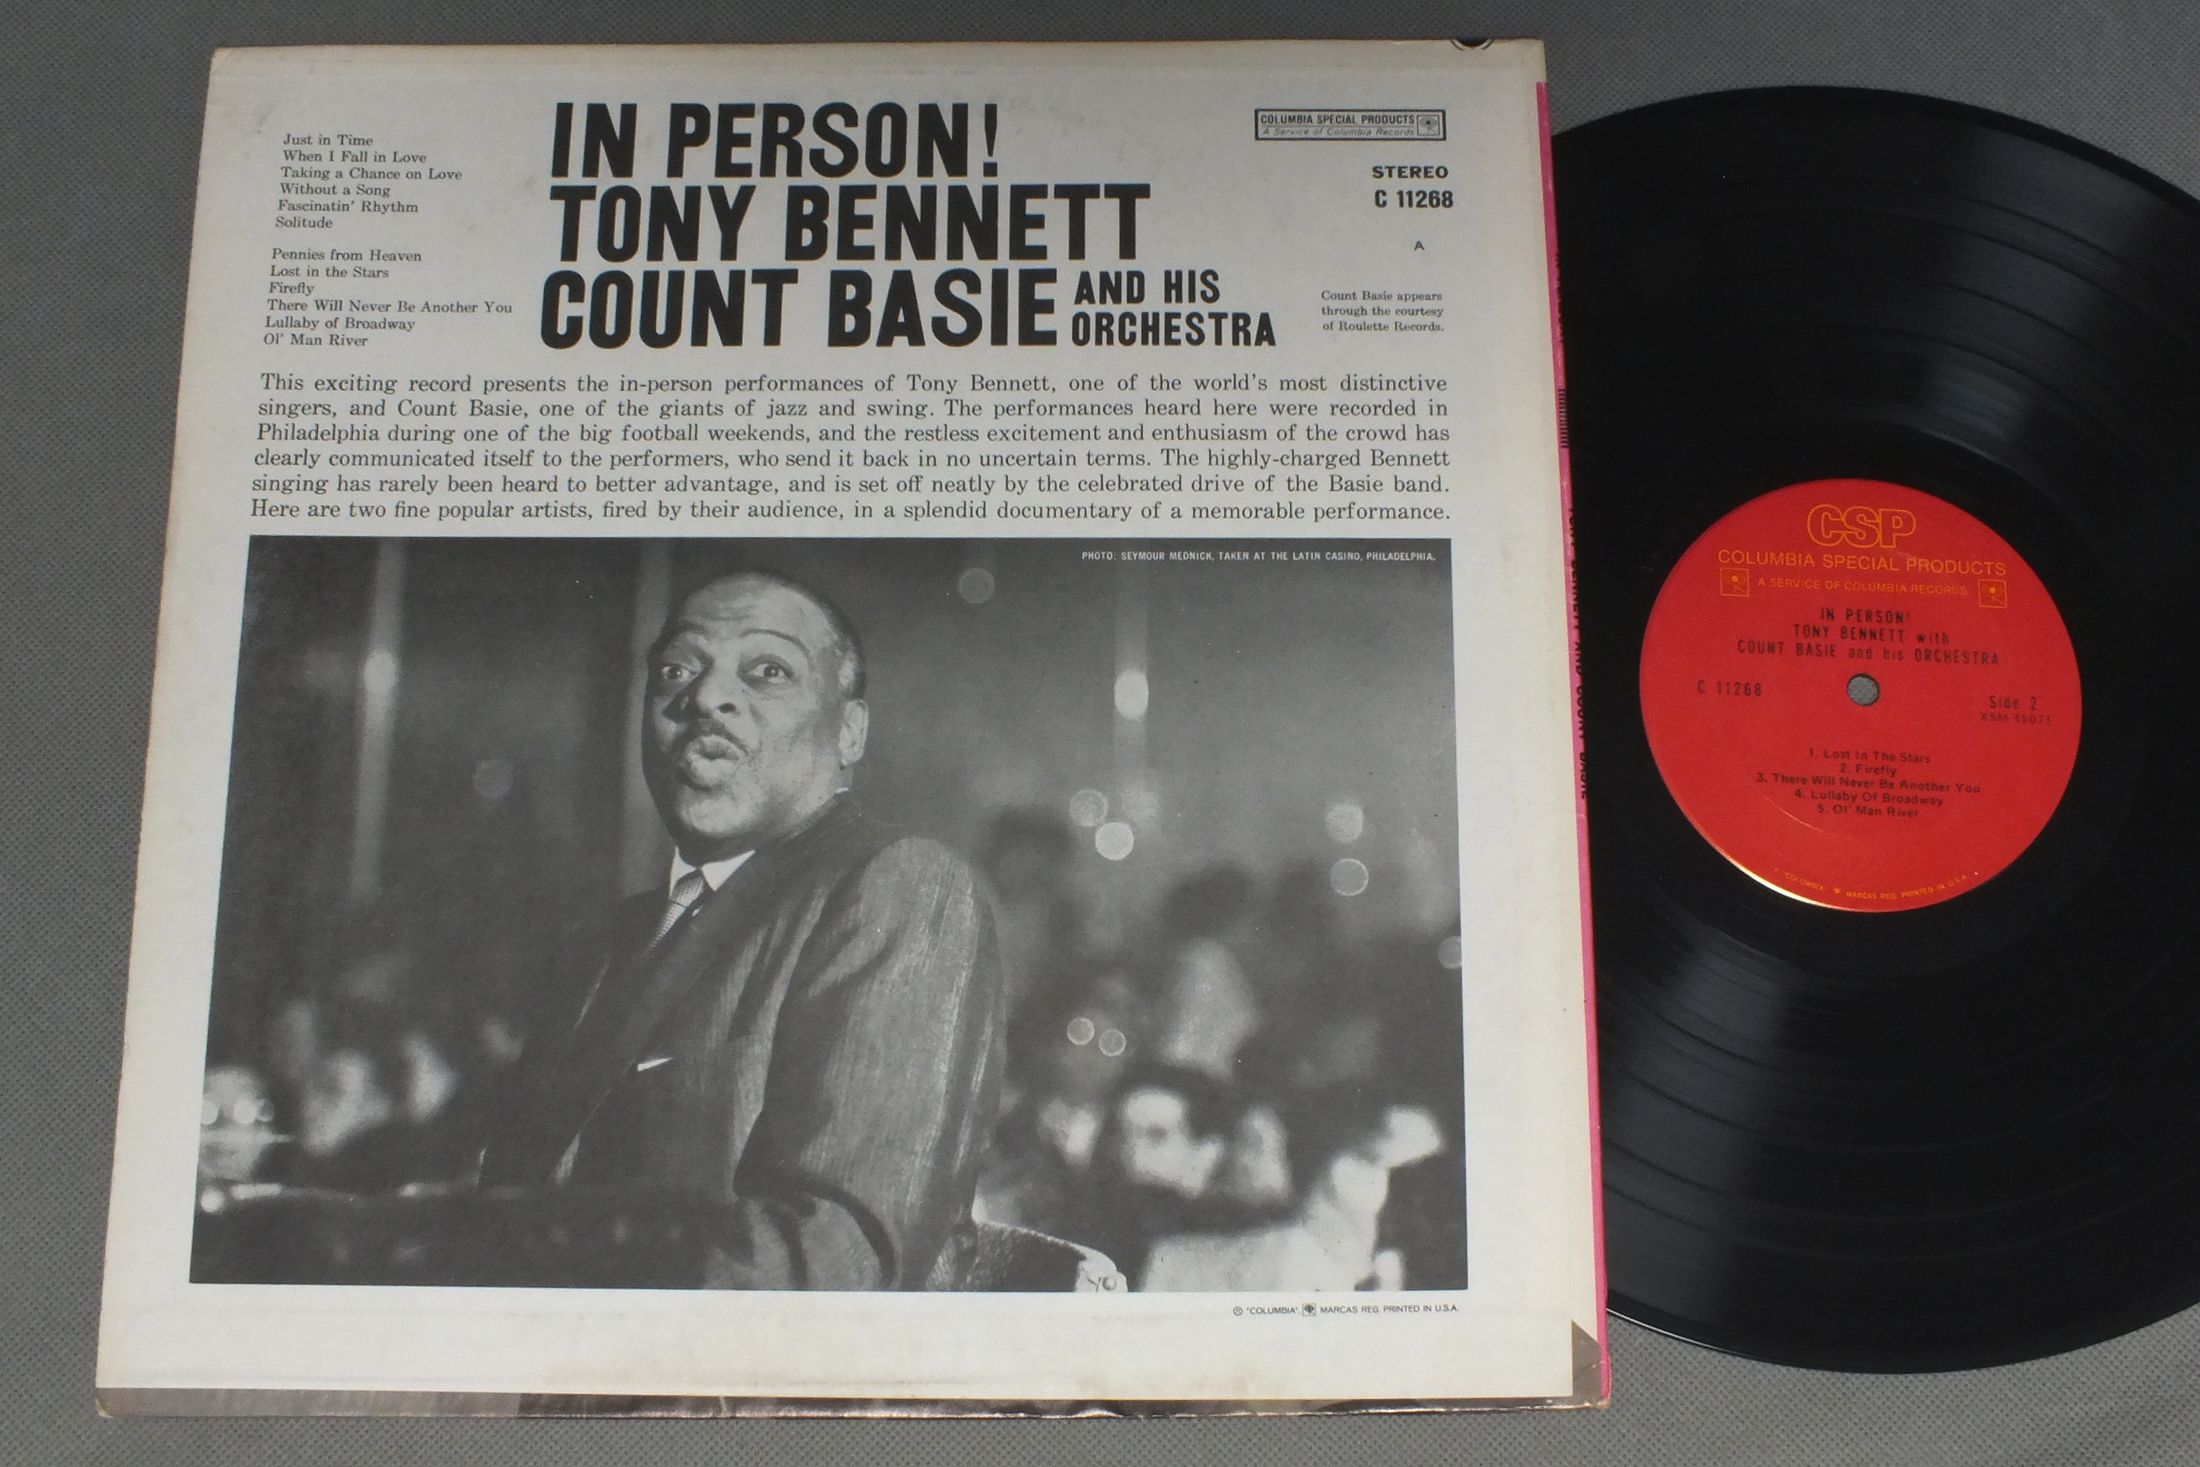 Just in Time
When I Fall in Love
Taking a Chance on Love
Without a Song
Fascinatin' Rhythm
Solitude
Pennies from Heaven
Lost in the Stars
Firefly
There Will Never Be Another You
Lullaby of Broadway
Ol' Man River
IN PERSON!
TONY BENNETT
COUNT BASIE AND HIS
ORCHESTRA
COLUMBIA SPECIAL PRODUCTS
A Service of Columbia Records
STEREO
C 11268
A
Count Basie appears
through the courtesy
of Roulette Records.
This exciting record presents the in-person performances of Tony Bennett, one of the world's most distinctive
singers, and Count Basie, one of the giants of jazz and swing. The performances heard here were recorded in
Philadelphia during one of the big football weekends, and the restless excitement and enthusiasm of the crowd has
clearly communicated itself to the performers, who send it back in no uncertain terms. The highly-charged Bennett
singing has rarely been heard to better advantage, and is set off neatly by the celebrated drive of the Basie band.
Here are two fine popular artists, fired by their audience, in a splendid documentary of a memorable performance.
PHOTO: SEYMOUR MEDNICK, TAKEN AT THE LATIN CASINO, PHILADELPHIA.
® "COLUMBIA", MARCAS REG. PRINTED IN U.S.A.
CSP
COLUMBIA SPECIAL PRODUCTS
A SERVICE OF COLUMBIA RECORDS
IN PERSON!
TONY BENNETT with
COUNT BASIE and his ORCHESTRA
C 11268
Side 2
XSM 45071
1. Lost In The Stars
2. Firefly
3. There Will Never Be Another You
4. Lullaby Of Broadway
5. Ol' Man River
"COLUMBIA" MARCAS REG. PRINTED IN U.S.A.